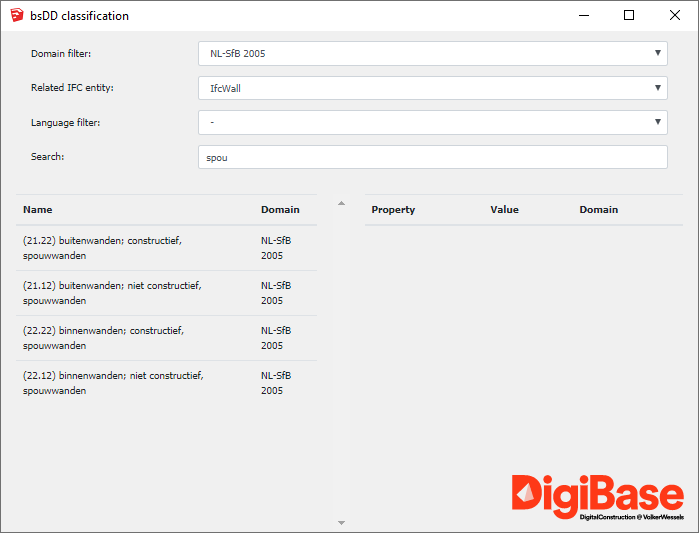 bsDD classification
Domain filter:
NL-SfB 2005
Related IFC entity:
IfcWall
Language filter:
-
Search:
spou
Name Domain
(21.22) buitenwanden; constructief, NL-SfB
spouwwanden 2005
(21.12) buitenwanden; niet constructief, NL-SfB
spouwwanden 2005
(22.22) binnenwanden; constructief, NL-SfB
spouwwanden 2005
(22.12) binnenwanden; niet constructief, NL-SfB
spouwwanden 2005
Property Value Domain
DigiBase
DigitalConstruction @ VolkerWessels